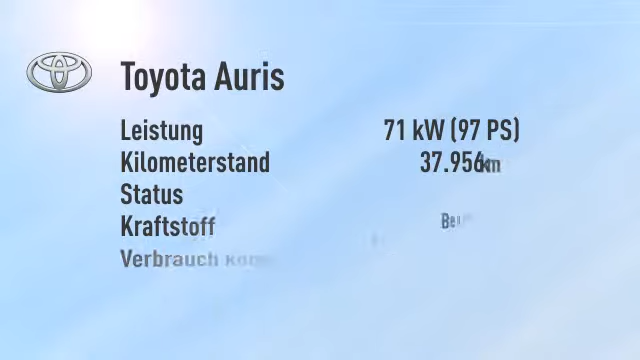 Toyota Auris
Leistung 71 kW (97 PS)
Kilometerstand 37.956 km
Status
Kraftstoff
Verbrauch